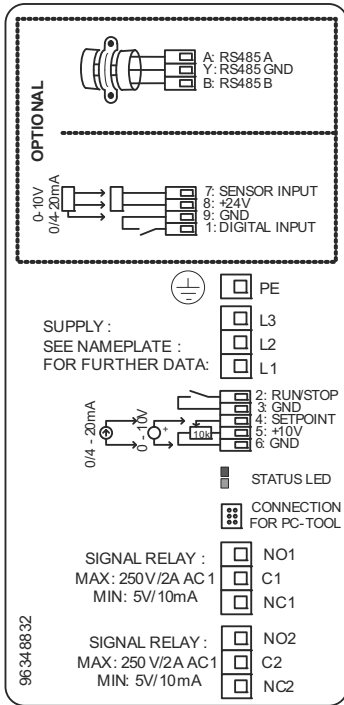 OPTIONAL
A: RS485 A
Y: RS485 GND
B: RS485 B
0-10V
0/4-20mA
7: SENSOR INPUT
8: +24V
9: GND
1: DIGITAL INPUT
PE
SUPPLY :
SEE NAMEPLATE :
FOR FURTHER DATA:
L3
L2
L1
0/4 - 20mA
0 - 10V
+
10k
2: RUN/STOP
3: GND
4: SETPOINT
5: +10V
6: GND
STATUS LED
CONNECTION
FOR PC-TOOL
SIGNAL RELAY :
MAX: 250 V/2A AC1
MIN: 5V/10mA
NO1
C1
NC1
SIGNAL RELAY :
MAX: 250 V/2A AC1
MIN: 5V/10mA
NO2
C2
NC2
96348832